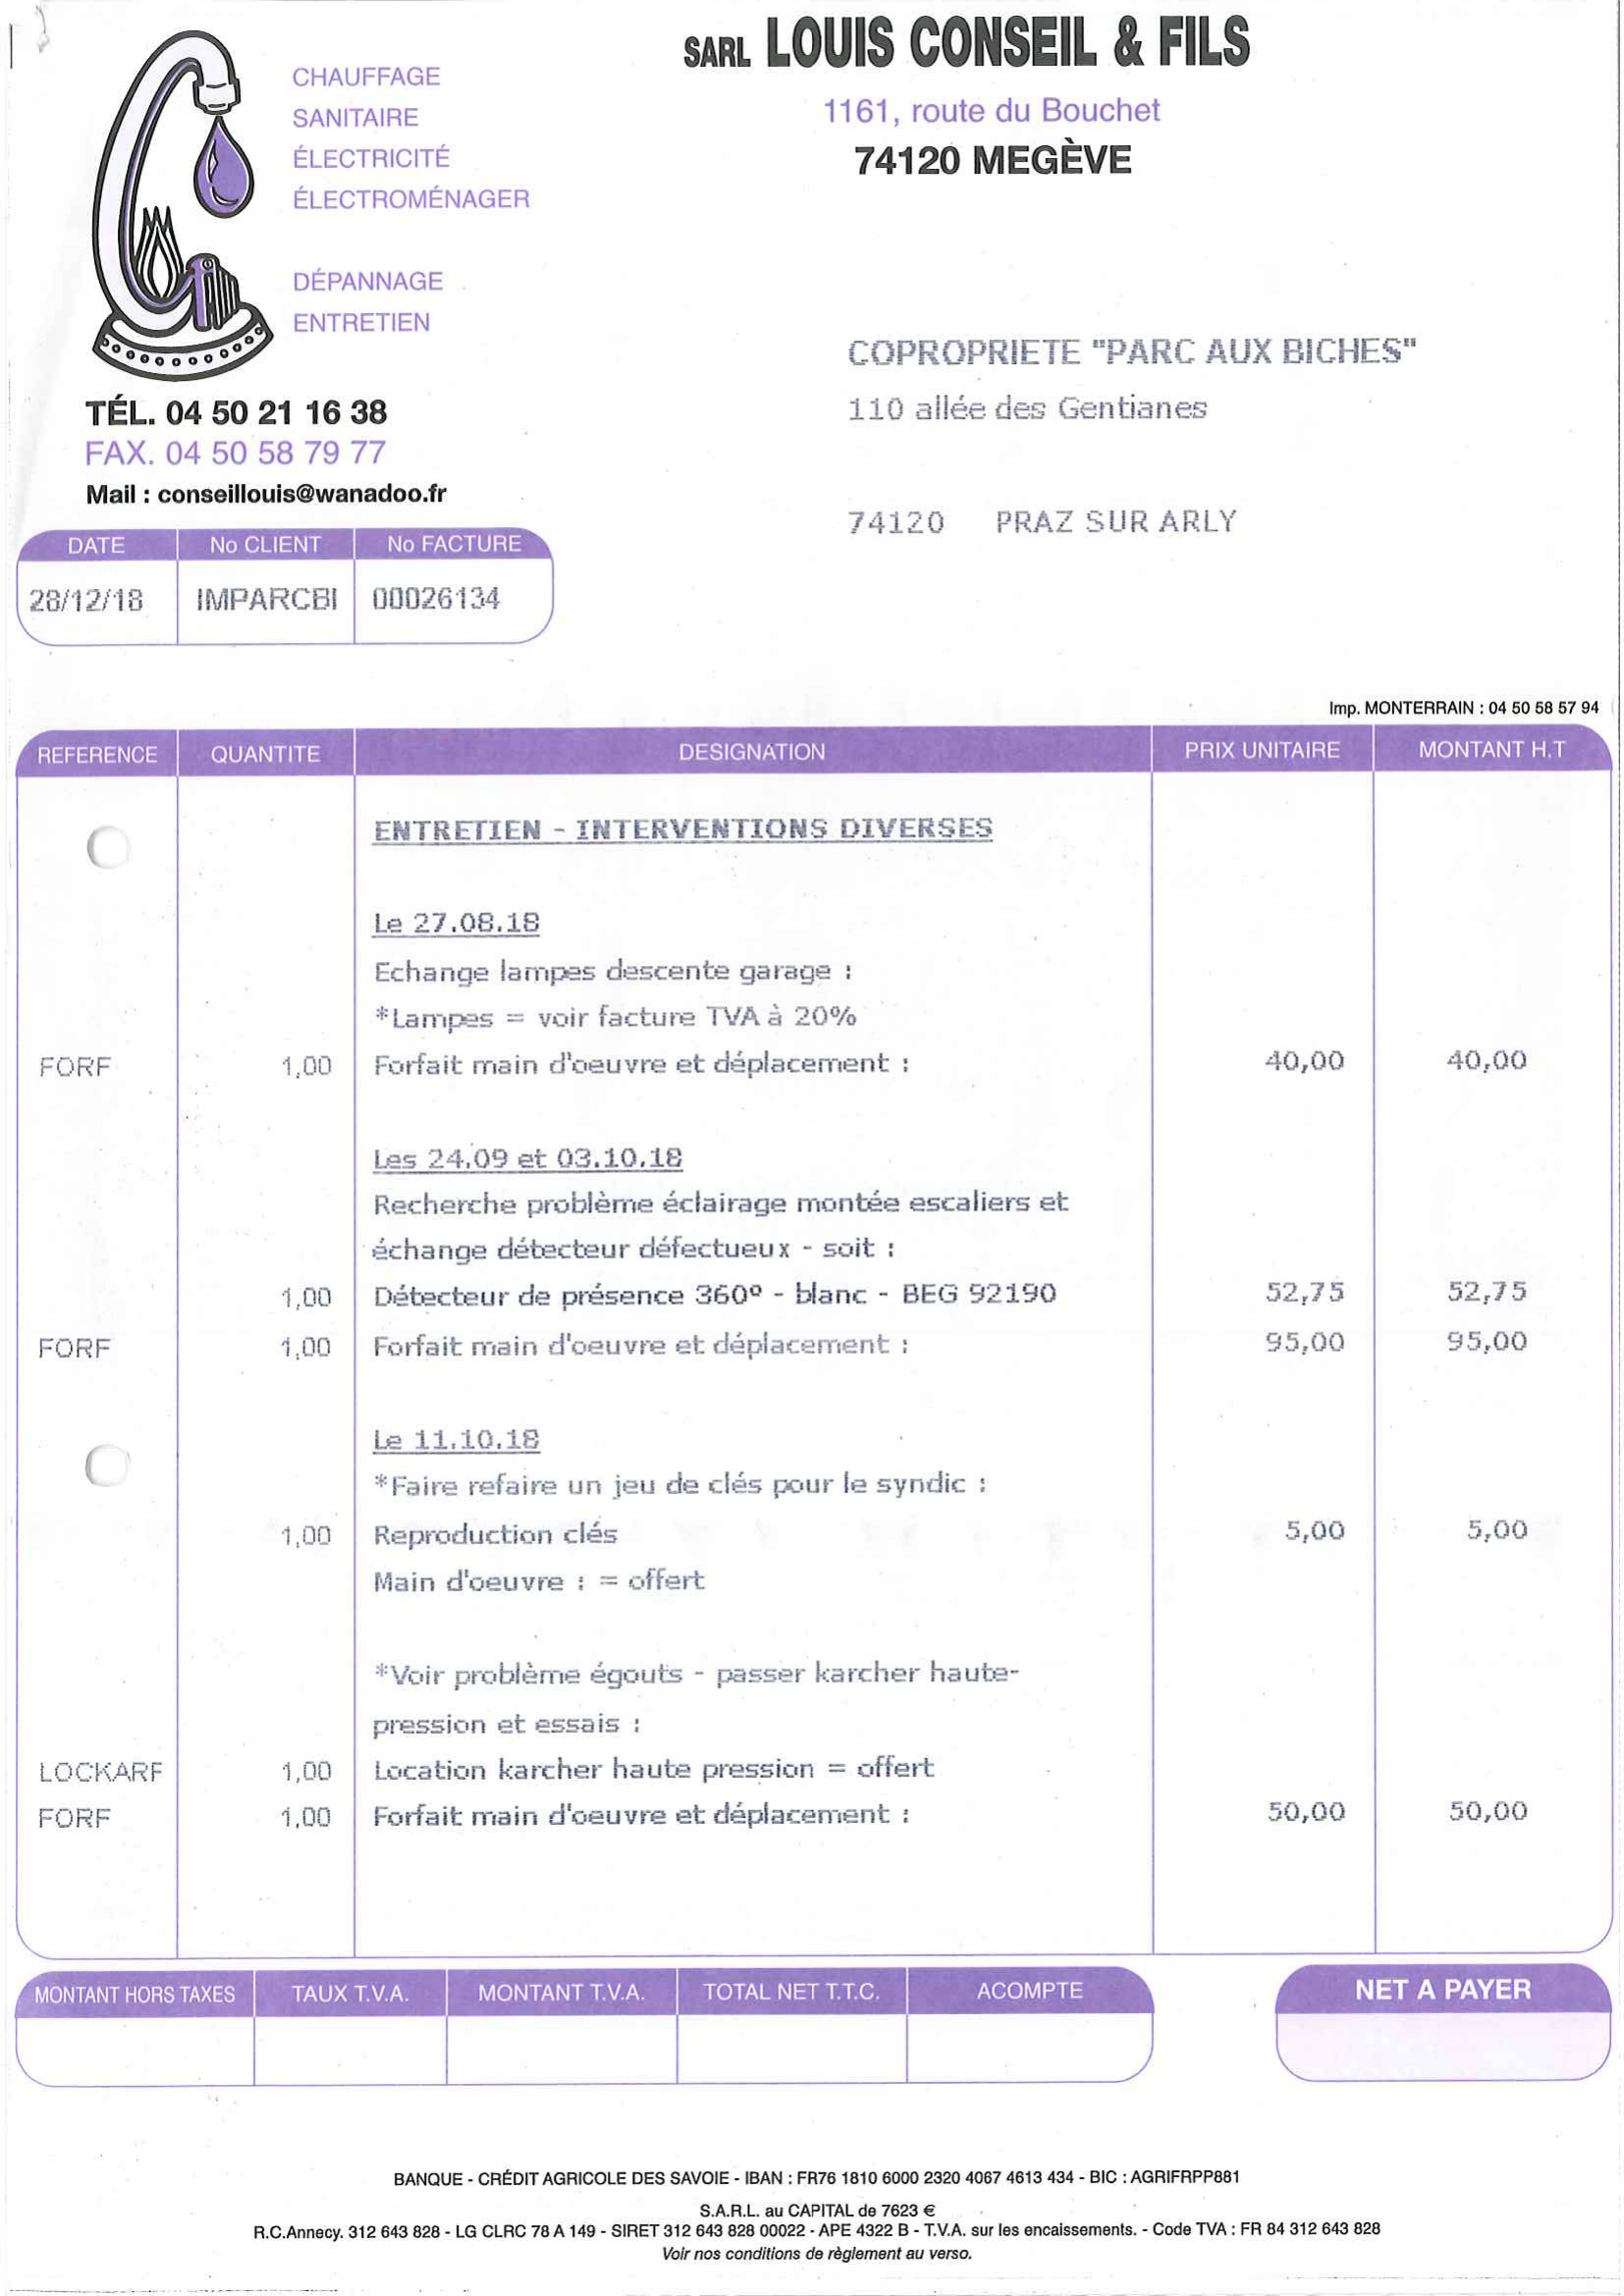 SARL LOUIS CONSEIL & FILS
1161, route du Bouchet
74120 MEGÈVE
CHAUFFAGE
SANITAIRE
ÉLECTRICITÉ
ÉLECTROMÉNAGER
DÉPANNAGE
ENTRETIEN
TÉL. 04 50 21 16 38
FAX. 04 50 58 79 77
Mail : conseillouis@wanadoo.fr
COPROPRIETE "PARC AUX BICHES"
110 allée des Gentianes
74120 PRAZ SUR ARLY
DATE No CLIENT No FACTURE
28/12/18 IMPARCBI 00026134
Imp. MONTERRAIN : 04 50 58 57 94
REFERENCE QUANTITE DESIGNATION PRIX UNITAIRE MONTANT H.T
ENTRETIEN - INTERVENTIONS DIVERSES
Le 27.08.18
Echange lampes descente garage :
*Lampes = voir facture TVA à 20%
FORF 1,00 Forfait main d'oeuvre et déplacement : 40,00 40,00
Les 24.09 et 03.10.18
Recherche problème éclairage montée escaliers et
échange détecteur défectueux - soit :
1,00 Détecteur de présence 360º - blanc - BEG 92190 52,75 52,75
FORF 1,00 Forfait main d'oeuvre et déplacement : 95,00 95,00
Le 11.10.18
*Faire refaire un jeu de clés pour le syndic :
1,00 Reproduction clés 5,00 5,00
Main d'oeuvre : = offert
*Voir problème égouts - passer karcher haute-
pression et essais :
LOCKARF 1,00 Location karcher haute pression = offert
FORF 1,00 Forfait main d'oeuvre et déplacement : 50,00 50,00
MONTANT HORS TAXES TAUX T.V.A. MONTANT T.V.A. TOTAL NET T.T.C. ACOMPTE NET A PAYER
BANQUE - CRÉDIT AGRICOLE DES SAVOIE - IBAN : FR76 1810 6000 2320 4067 4613 434 - BIC : AGRIFRPP881
S.A.R.L. au CAPITAL de 7623 €
R.C.Annecy. 312 643 828 - LG CLRC 78 A 149 - SIRET 312 643 828 00022 - APE 4322 B - T.V.A. sur les encaissements. - Code TVA : FR 84 312 643 828
Voir nos conditions de règlement au verso.